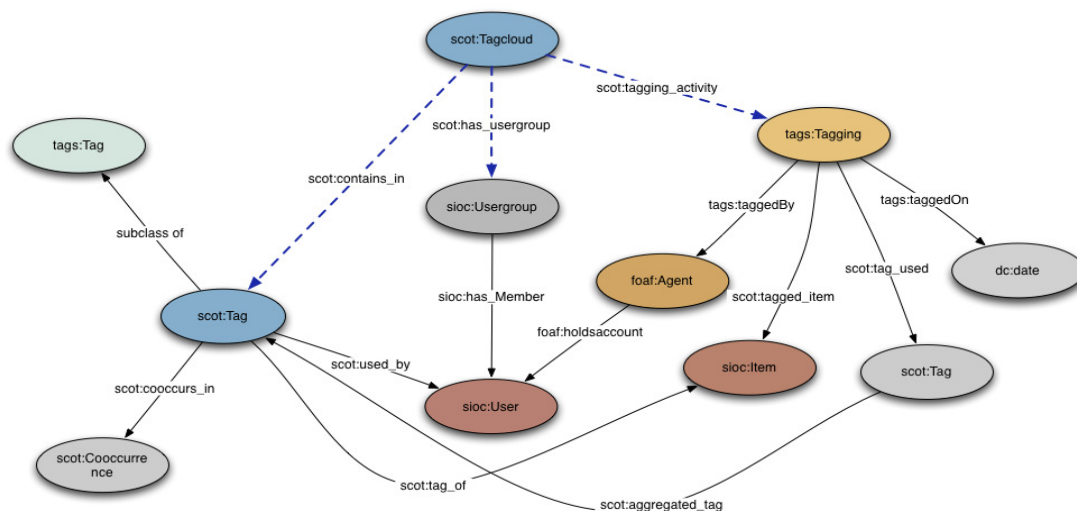 scot:Tagcloud
scot:tagging_activity
scot:has_usergroup
tags:Tagging
tags:Tag
scot:contains_in
tags:taggedBy
tags:taggedOn
sioc:Usergroup
subclass of
scot:tag_used
dc:date
foaf:Agent
sioc:has_Member
scot:tagged_item
scot:Tag
foaf:holdsaccount
scot:used_by
sioc:Item
scot:Tag
scot:cooccurs_in
sioc:User
scot:Cooccurre
nce
scot:tag_of
scot:aggregated_tag